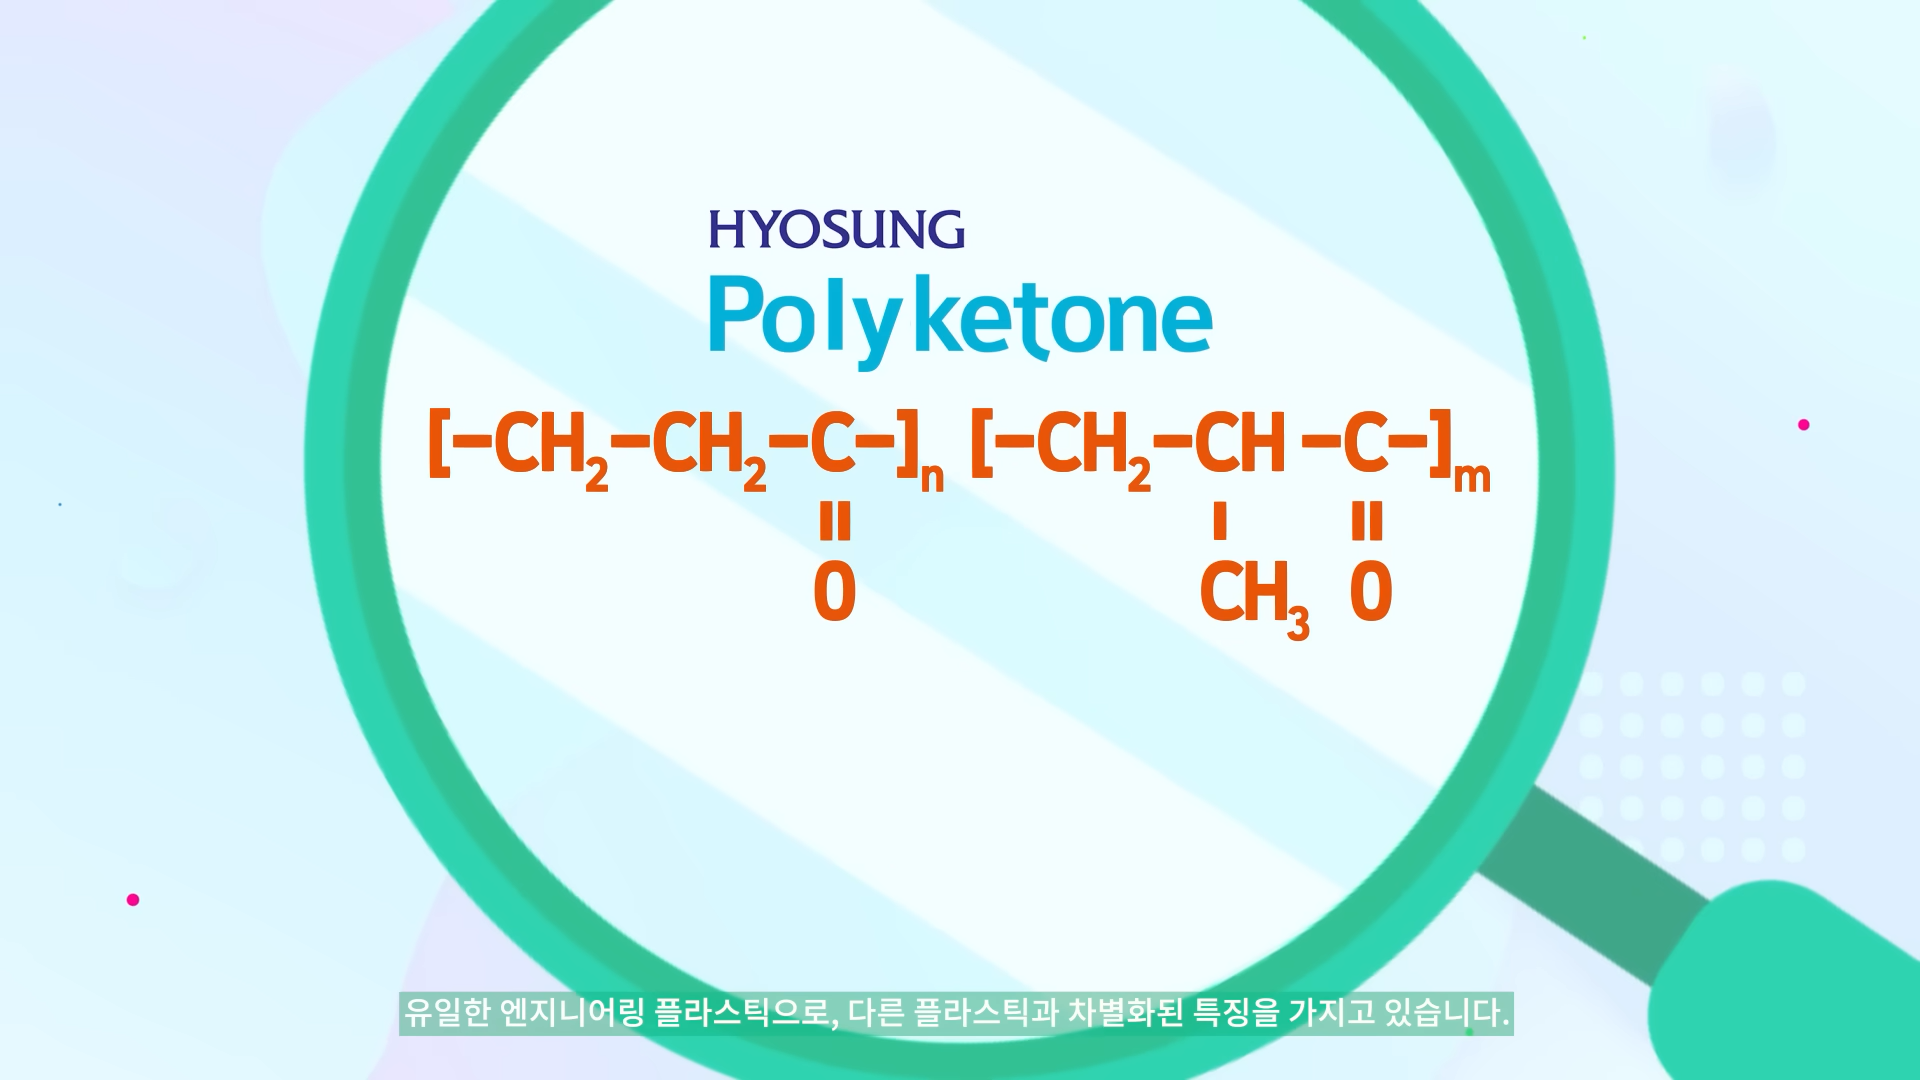 HYOSUNG
Polyketone
[–CH2–CH2–C–]n [–CH2–CH–C–]m
O CH3 O
유일한 엔지니어링 플라스틱으로, 다른 플라스틱과 차별화된 특징을 가지고 있습니다.